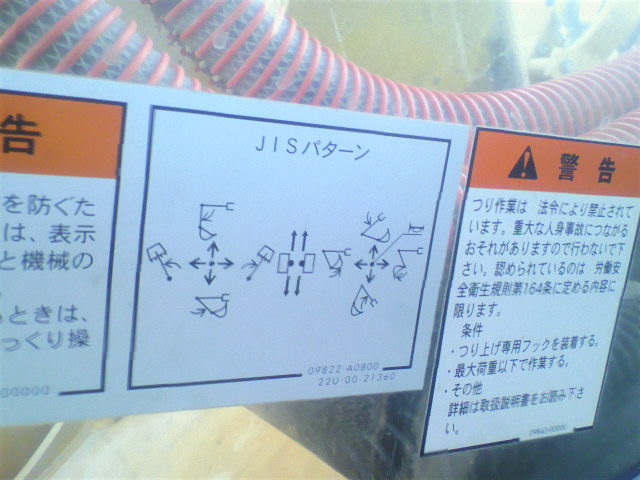 告
を防ぐた
は、表示
と機械の
ときは、
っくり操
00000
JISパターン
09822-A0800
22U-00-21360
警告
つり作業は 法令により禁止されて
います。重大な人身事故につながる
おそれがありますので行わないで下
さい。認められているのは 労働安
全衛生規則第164条に定める内容に
限ります。
条件
・つり上げ専用フックを装着する。
・最大荷重以下で作業する。
・その他
詳細は取扱説明書をお読み下さ
い。